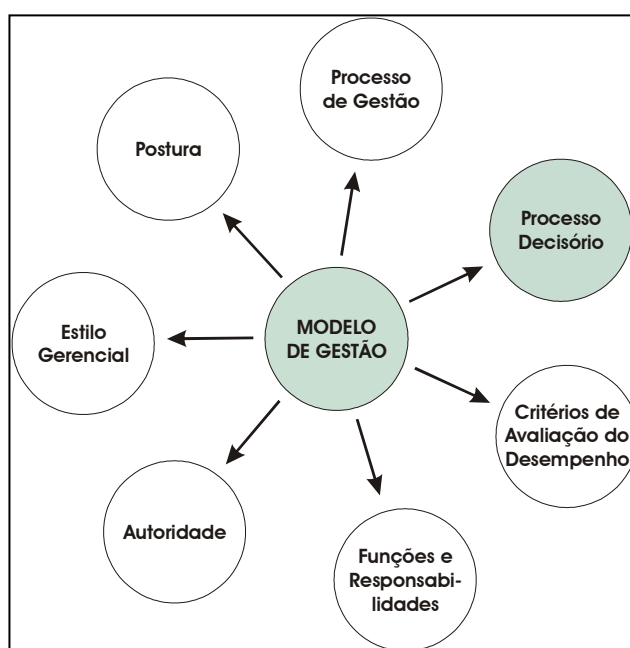 Processo
de Gestão
Postura
Processo
Decisório
MODELO
DE GESTÃO
Estilo
Gerencial
Critérios de
Avaliação do
Desempenho
Autoridade
Funções e
Responsabi-
lidades